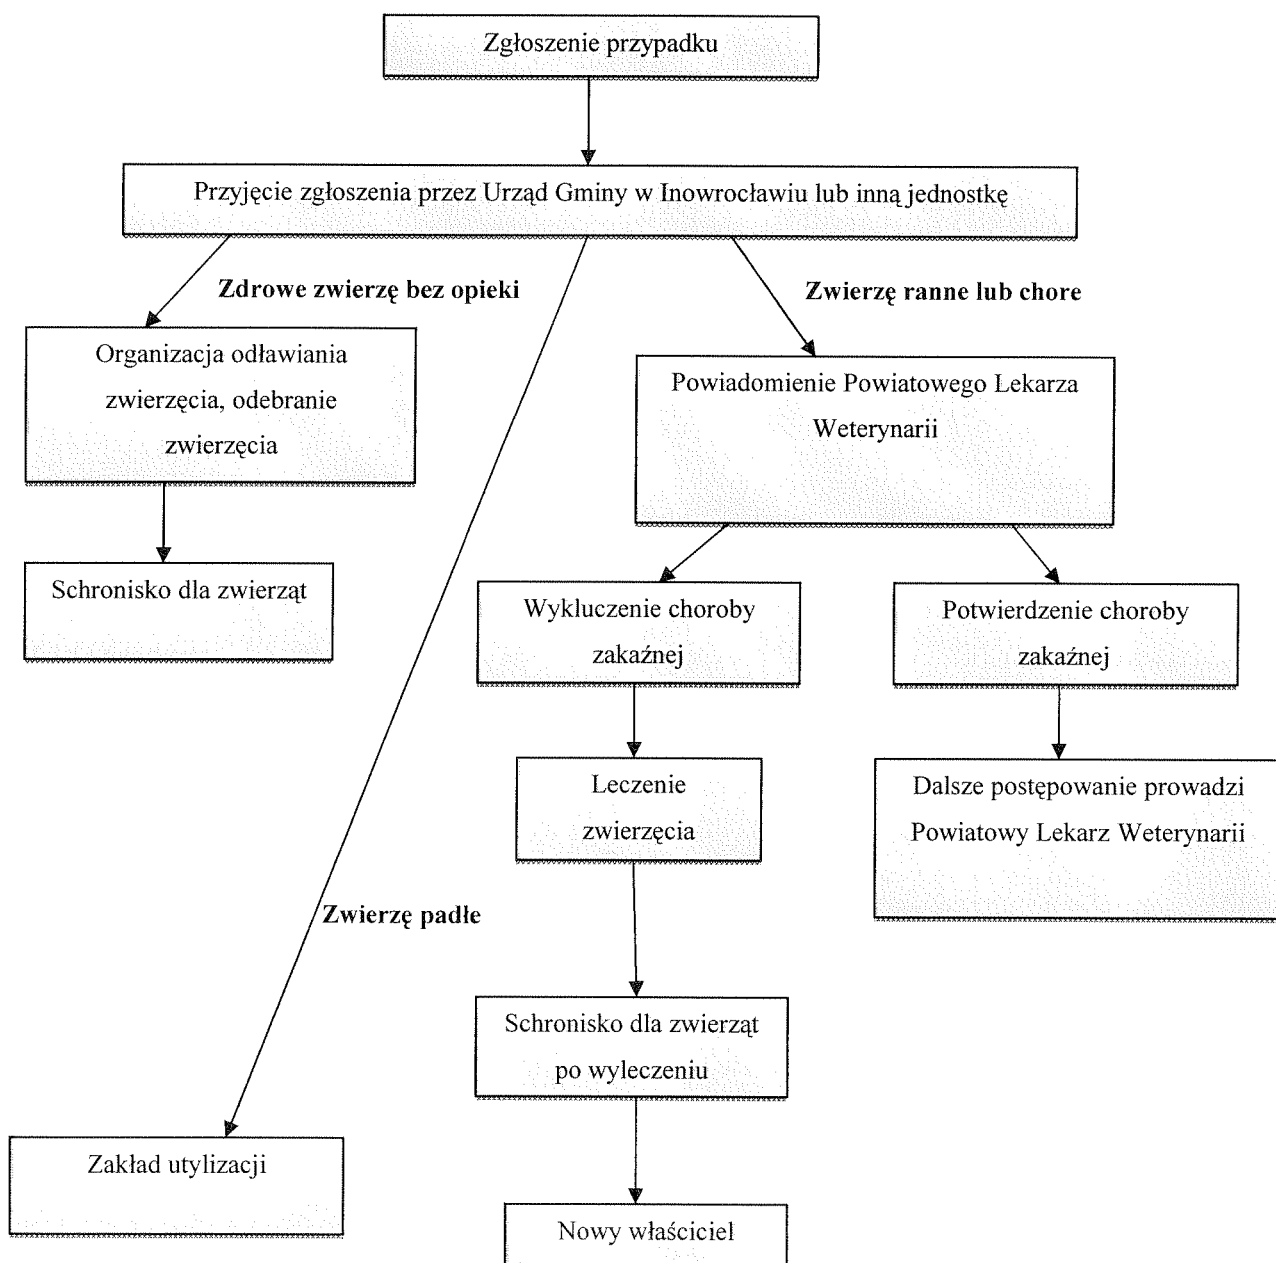 Zgłoszenie przypadku
Przyjęcie zgłoszenia przez Urząd Gminy w Inowrocławiu lub inną jednostkę
Zdrowe zwierzę bez opieki
Zwierzę ranne lub chore
Organizacja odławiania
zwierzęcia, odebranie
zwierzęcia
Powiadomienie Powiatowego Lekarza
Weterynarii
Schronisko dla zwierząt
Wykluczenie choroby
zakaźnej
Potwierdzenie choroby
zakaźnej
Leczenie
zwierzęcia
Dalsze postępowanie prowadzi
Powiatowy Lekarz Weterynarii
Zwierzę padłe
Schronisko dla zwierząt
po wyleczeniu
Zakład utylizacji
Nowy właściciel